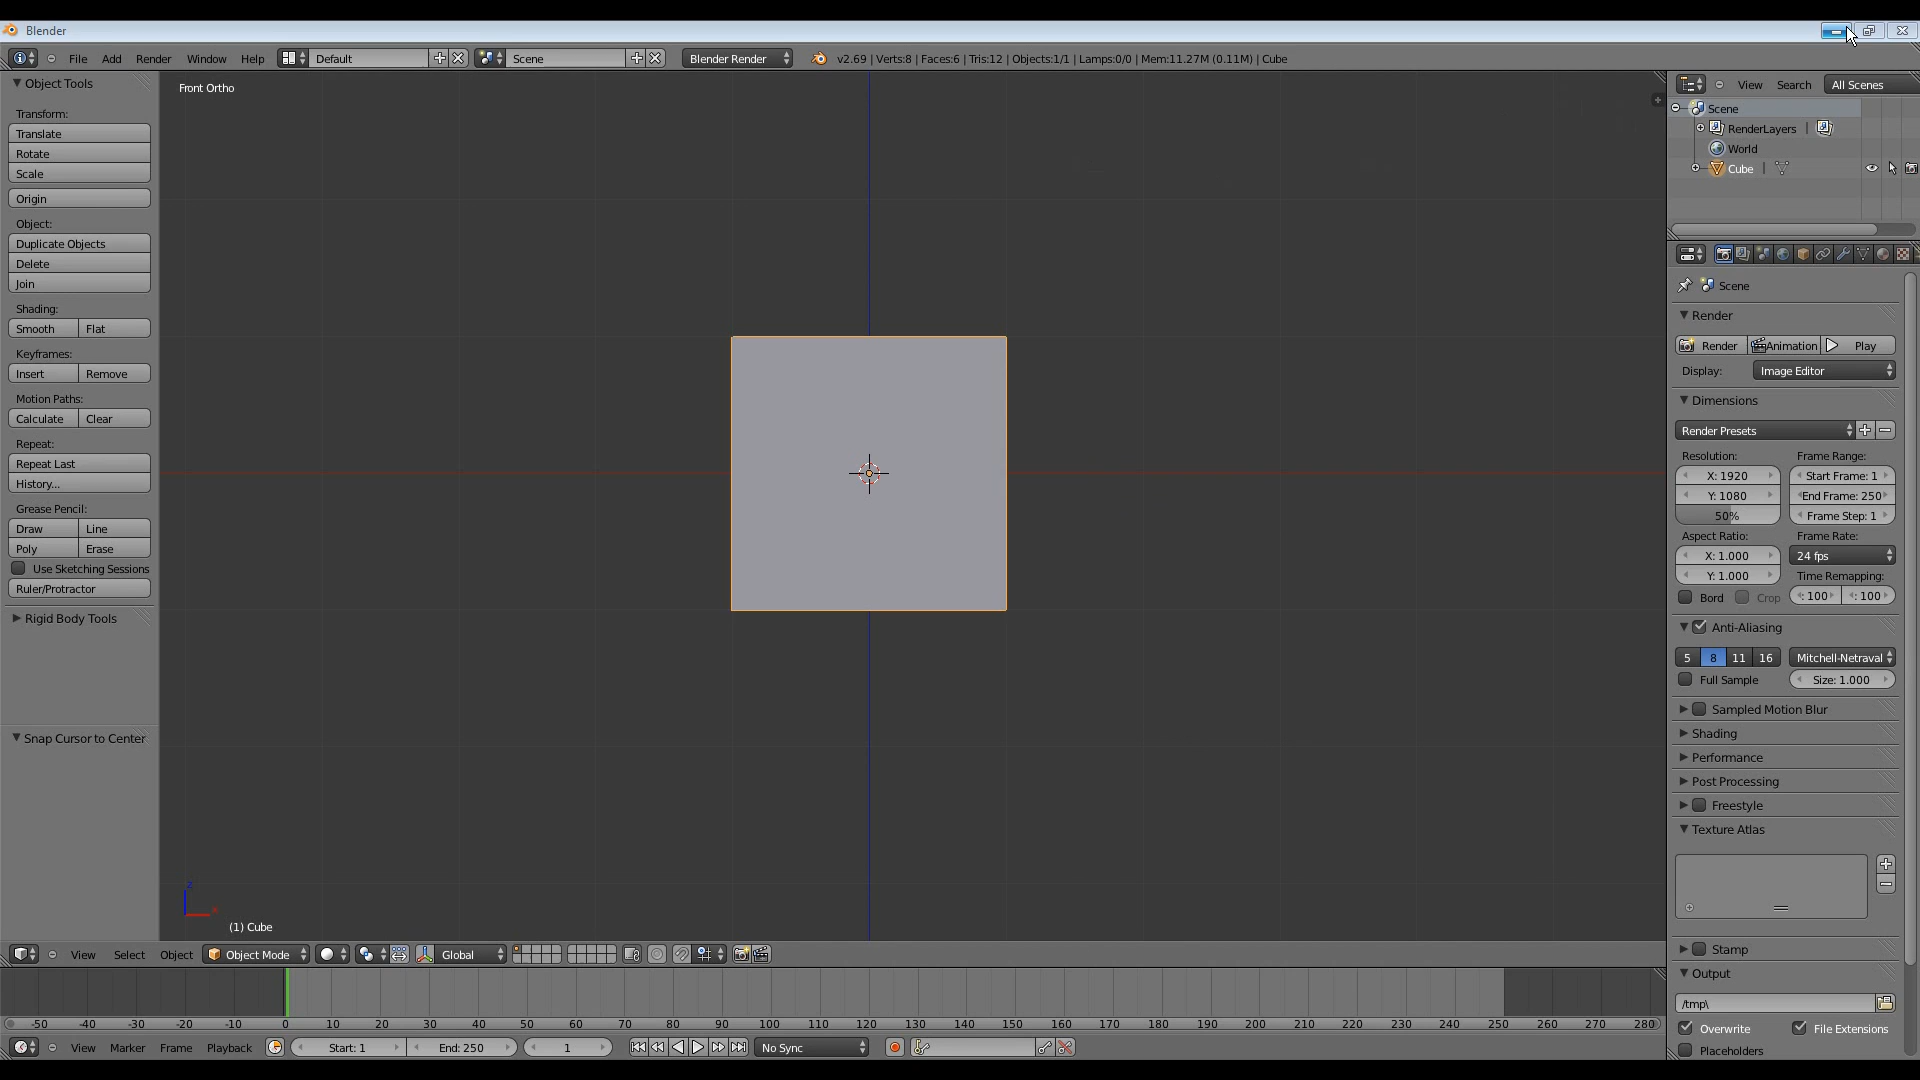 Blender
File Add Render Window Help Default Scene Blender Render v2.69 | Verts:8 | Faces:6 | Tris:12 | Objects:1/1 | Lamps:0/0 | Mem:11.27M (0.11M) | Cube
Object Tools
Transform:
Translate
Rotate
Scale
Origin
Object:
Duplicate Objects
Delete
Join
Shading:
Smooth Flat
Keyframes:
Insert Remove
Motion Paths:
Calculate Clear
Repeat:
Repeat Last
History...
Grease Pencil:
Draw Line
Poly Erase
Use Sketching Sessions
Ruler/Protractor
Rigid Body Tools
Snap Cursor to Center
Front Ortho
z
x
(1) Cube
View Select Object Object Mode Global
-50 -40 -30 -20 -10 0 10 20 30 40 50 60 70 80 90 100 110 120 130 140 150 160 170 180 190 200 210 220 230 240 250 260 270 280
View Marker Frame Playback Start: 1 End: 250 1 No Sync
View Search All Scenes
Scene
RenderLayers |
World
Cube |
Scene
Render
Render Animation Play
Display: Image Editor
Dimensions
Render Presets
Resolution: Frame Range:
X: 1920 Start Frame: 1
Y: 1080 End Frame: 250
50% Frame Step: 1
Aspect Ratio: Frame Rate:
X: 1.000 24 fps
Y: 1.000 Time Remapping:
Bord Crop : 100 : 100
Anti-Aliasing
5 8 11 16 Mitchell-Netraval
Full Sample Size: 1.000
Sampled Motion Blur
Shading
Performance
Post Processing
Freestyle
Texture Atlas
Stamp
Output
/tmp\
Overwrite File Extensions
Placeholders